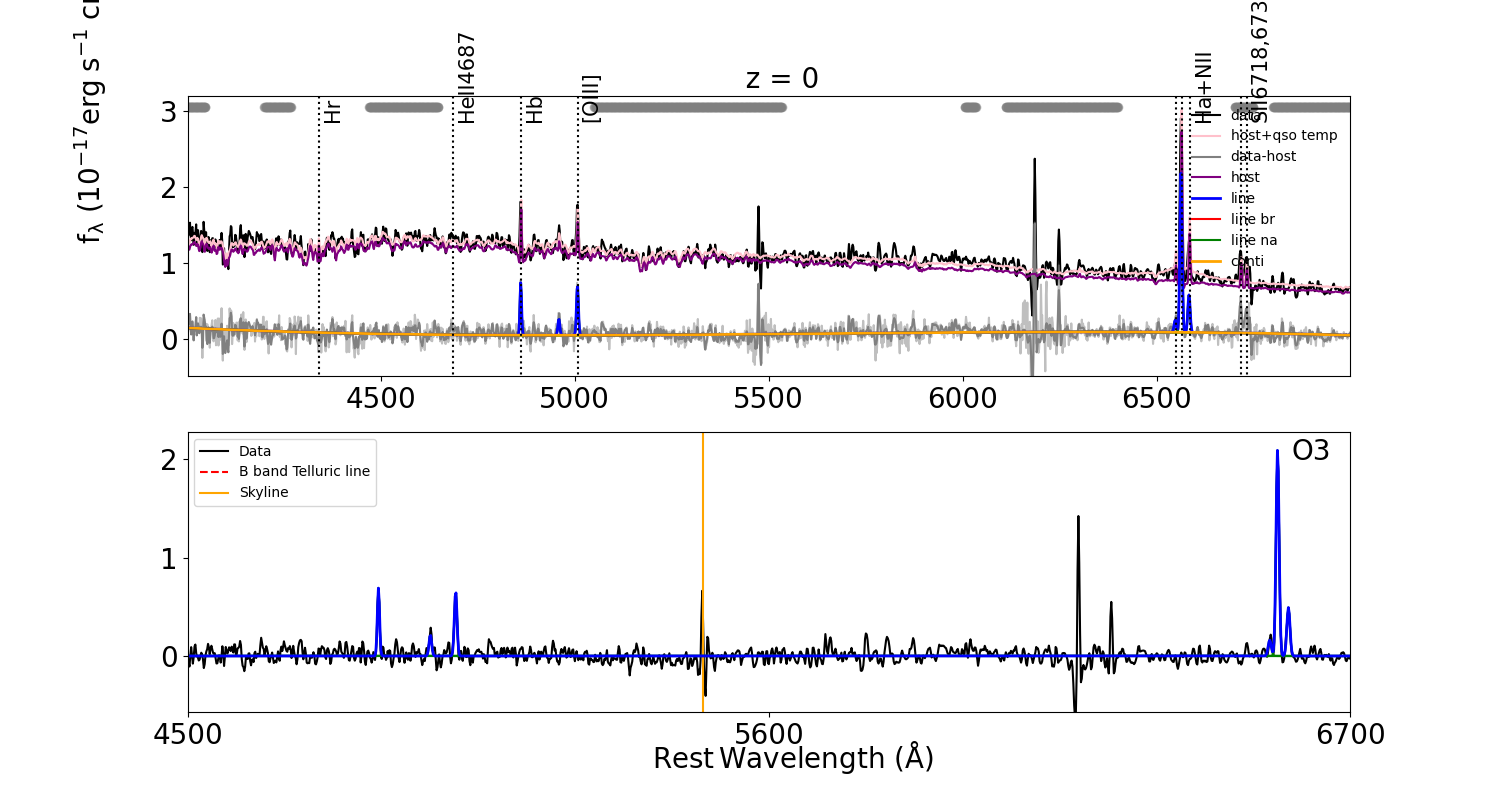 z = 0
f_λ (10^−17 erg s^−1 c
Hr
HeII4687
Hb
[OIII]
Ha+NII
SII6718,673
data
host+qso temp
data-host
host
line
line br
line na
conti
3
2
1
0
4500 5000 5500 6000 6500
Data
B band Telluric line
Skyline
O3
2
1
0
4500 5600 6700
Rest Wavelength (Å)